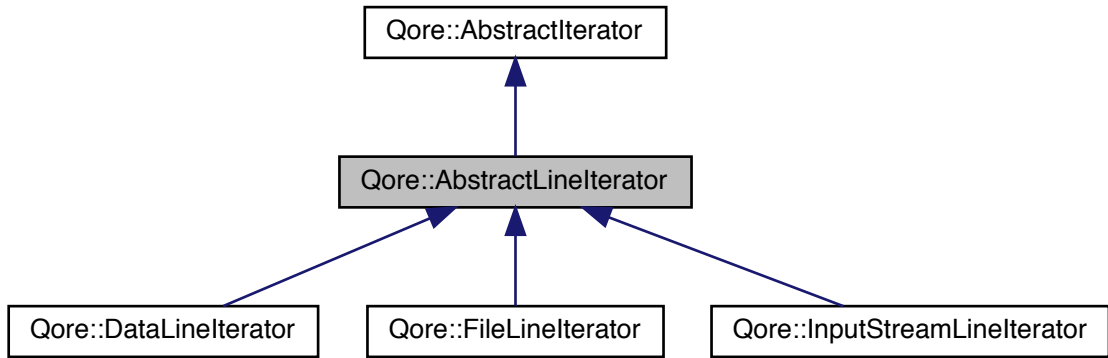 Qore::AbstractIterator
Qore::AbstractLineIterator
Qore::DataLineIterator
Qore::FileLineIterator
Qore::InputStreamLineIterator